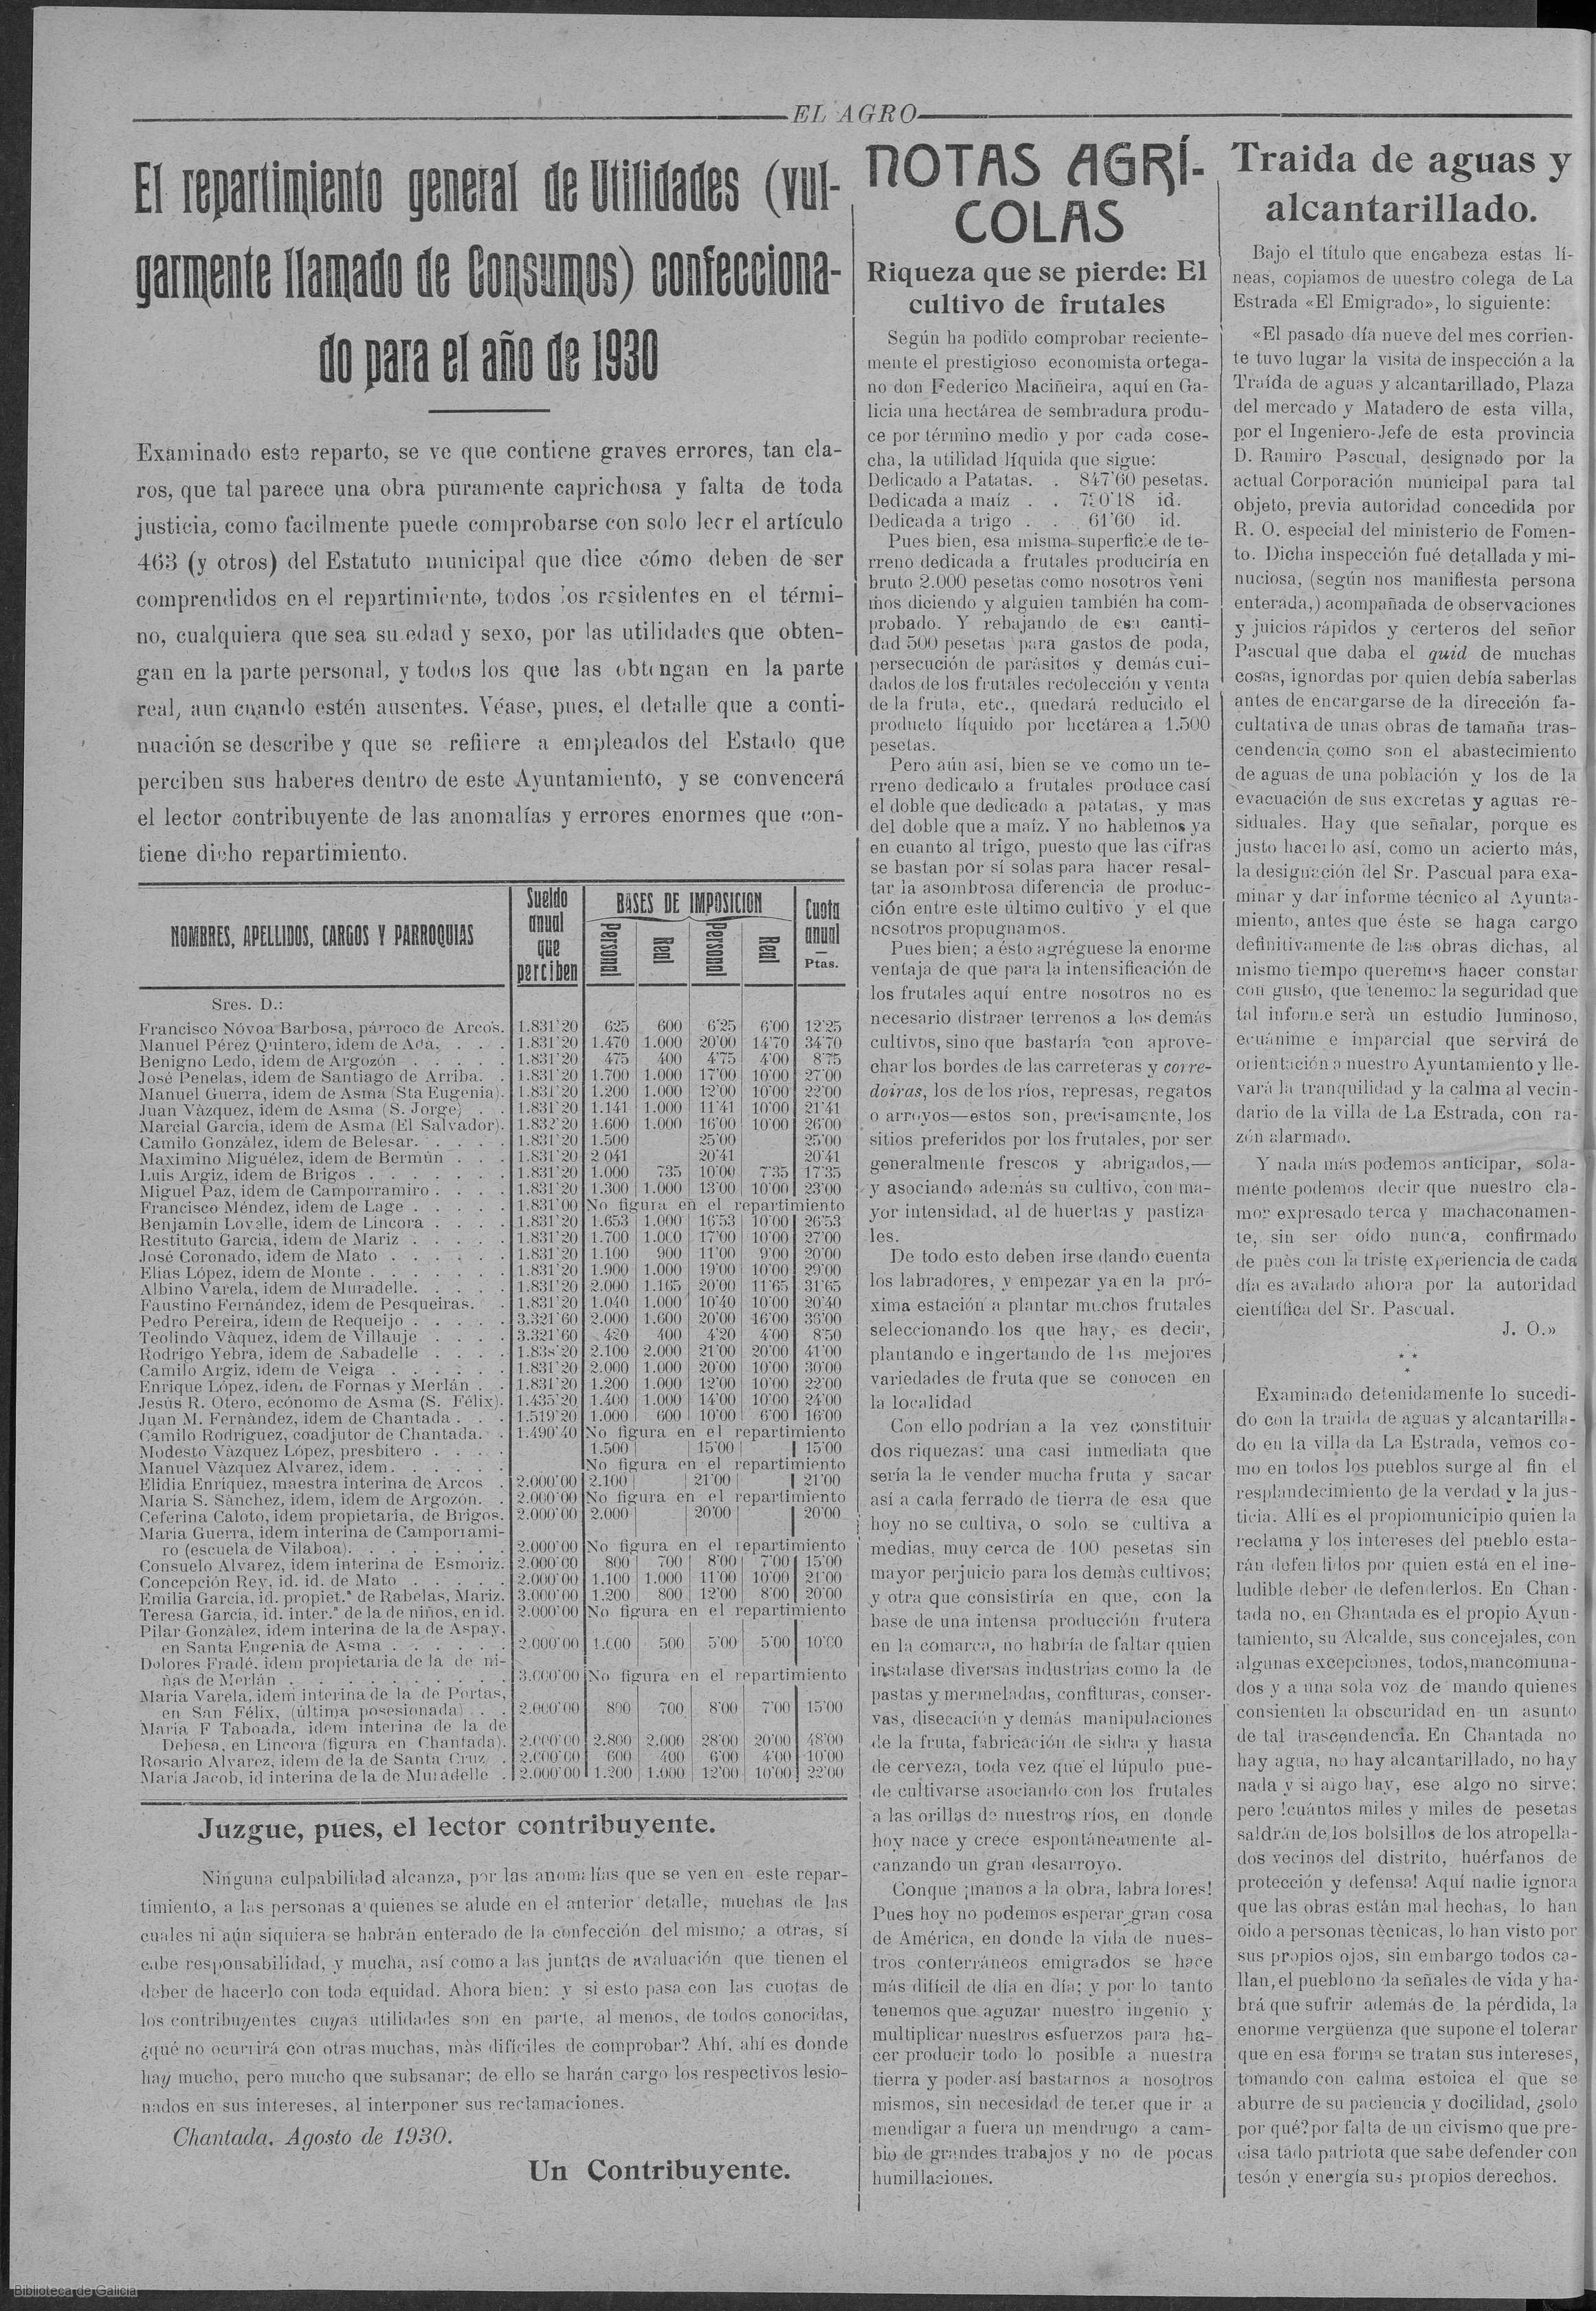 EL AGRO
El repartimiento general de Utilidades (vul-
garmente llamado de Consumos) confecciona-
do para el año de 1930
Examinado este reparto, se ve que contiene graves errores, tan cla-
ros, que tal parece una obra puramente caprichosa y falta de toda
justicia, como facilmente puede comprobarse con solo leer el artículo
463 (y otros) del Estatuto municipal que dice cómo deben de ser
comprendidos en el repartimiento, todos los residentes en el térmi-
no, cualquiera que sea su edad y sexo, por las utilidades que obten-
gan en la parte personal, y todos los que las obtengan en la parte
real, aun cuando estén ausentes. Véase, pues, el detalle que a conti-
nuación se describe y que se refiiere a empleados del Estado que
perciben sus haberes dentro de este Ayuntamiento, y se convencerá
el lector contribuyente de las anomalías y errores enormes que con-
tiene dicho repartimiento.
NOMBRES, APELLIDOS, CARGOS Y PARROQUIAS
Sueldo anual que perciben
BASES DE IMPOSICION
Personal Real Personal Real
Cuota anual — Ptas.
Sres. D.:
Francisco Nóvoa Barbosa, párroco de Arcos. 1.831'20 625 600 6'25 6'00 12'25
Manuel Pérez Quintero, idem de Ada, . . . 1.831'20 1.470 1.000 20'00 14'70 34'70
Benigno Ledo, idem de Argozón . . . . . 1.831'20 475 400 4'75 4'00 8'75
José Penelas, idem de Santiago de Arriba. . 1.831'20 1.700 1.000 17'00 10'00 27'00
Manuel Guerra, idem de Asma (Sta Eugenia). 1.831'20 1.200 1.000 12'00 10'00 22'00
Juan Vàzquez, idem de Asma (S. Jorge) . . 1.831'20 1.141 1.000 11'41 10'00 21'41
Marcial García, idem de Asma (El Salvador). 1.832'20 1.600 1.000 16'00 10'00 26'00
Camilo González, idem de Belesar. . . . . 1.831'20 1.500 25'00 25'00
Maximino Miguélez, idem de Bermún . . . 1.831'20 2 041 20'41 20'41
Luis Argiz, idem de Brigos . . . . . . . 1.831'20 1.000 735 10'00 7'35 17'35
Miguel Paz, idem de Camporramiro . . . . 1.831'20 1.300 1.000 13'00 10'00 23'00
Francisco Méndez, idem de Lage . . . . . 1.831'00 No figura en el repartimiento
Benjamín Lovelle, idem de Lincora . . . . 1.831'20 1.653 1.000 16'53 10'00 26'53
Restituto García, idem de Mariz . . . . . 1.831'20 1.700 1.000 17'00 10'00 27'00
José Coronado, idem de Mato . . . . . . 1.831'20 1.100 900 11'00 9'00 20'00
Elias López, idem de Monte . . . . . . . 1.831'20 1.900 1.000 19'00 10'00 29'00
Albino Varela, idem de Muradelle. . . . . 1.831'20 2.000 1.165 20'00 11'65 31'65
Faustino Fernández, idem de Pesqueiras. . 1.831'20 1.040 1.000 10'40 10'00 20'40
Pedro Pereira, idem de Requeijo . . . . . 3.321'60 2.000 1.600 20'00 16'00 36'00
Teolindo Vàquez, idem de Villauje . . . . 3.321'60 420 400 4'20 4'00 8'50
Rodrigo Yebra, idem de Sabadelle . . . . 1.838'20 2.100 2.000 21'00 20'00 41'00
Camilo Argiz, idem de Veiga . . . . . . 1.831'20 2.000 1.000 20'00 10'00 30'00
Enrique López, idem de Fornas y Merlán . . 1.831'20 1.200 1.000 12'00 10'00 22'00
Jesùs R. Otero, ecónomo de Asma (S. Félix). 1.435'20 1.400 1.000 14'00 10'00 24'00
Juan M. Fernàndez, idem de Chantada . . . 1.519'20 1.000 600 10'00 6'00 16'00
Camilo Rodríguez, coadjutor de Chantada. . 1.490'40 No figura en el repartimiento
Modesto Vàzquez López, presbitero . . . . 1.500 15'00 15'00
Manuel Vàzquez Alvarez, idem. . . . . . No figura en el repartimiento
Elidia Enríquez, maestra interina de Arcos . 2.000'00 2.100 21'00 21'00
María S. Sànchez, idem, idem de Argozón. . 2.000'00 No figura en el repartimiento
Ceferina Caloto, idem propietaria, de Brigos. 2.000'00 2.000 20'00 20'00
Maria Guerra, idem interina de Camporrami-
ro (escuela de Vilaboa). . . . . . . . 2.000'00 No figura en el repartimiento
Consuelo Alvarez, idem interina de Esmoriz. 2.000'00 800 700 8'00 7'00 15'00
Concepción Rey, id. id. de Mato . . . . . 2.000'00 1.100 1.000 11'00 10'00 21'00
Emilia García, id. propiet.ª de Rabelas, Mariz. 3.000'00 1.200 800 12'00 8'00 20'00
Teresa García, id. inter.ª de la de niños, en id. 2.000'00 No figura en el repartimiento
Pilar Gonzàlez, idem interina de la de Aspay,
en Santa Eugenia de Asma . . . . . . 2.000'00 1.000 500 5'00 5'00 10'00
Dolores Fradé, idem propietaria de la de ni-
ñas de Merlán . . . . . . . . . . 3.000'00 No figura en el repartimiento
María Varela, idem interina de la de Portas,
en San Félix, (última posesionada) . . 2.000'00 800 700 8'00 7'00 15'00
María F Taboada, idem interina de la de
Debesa, en Lincora (figura en Chantada). 2.000'00 2.800 2.000 28'00 20'00 48'00
Rosario Alvarez, idem de la de Santa Cruz . 2.000'00 600 400 6'00 4'00 10'00
María Jacob, id interina de la de Muradelle . 2.000'00 1.200 1.000 12'00 10'00 22'00
Juzgue, pues, el lector contribuyente.
Ninguna culpabilidad alcanza, por las anomalías que se ven en este repar-
timiento, a las personas a quienes se alude en el anterior detalle, muchas de las
cuales ni aún siquiera se habrán enterado de la confección del mismo; a otras, sí
cabe responsabilidad, y mucha, así como a las juntas de avaluación que tienen el
deber de hacerlo con toda equidad. Ahora bien: y si esto pasa con las cuotas de
los contribuyentes cuyas utilidades son en parte, al menos, de todos conocidas,
¿qué no ocurrirá con otras muchas, màs difíciles de comprobar? Ahí, ahí es donde
hay mucho, pero mucho que subsanar; de ello se harán cargo los respectivos lesio-
nados en sus intereses, al interponer sus reclamaciones.
Chantada, Agosto de 1930.
Un Contribuyente.
NOTAS AGRÍ-
COLAS
Riqueza que se pierde: El
cultivo de frutales
Según ha podido comprobar reciente-
mente el prestigioso economista ortega-
no don Federico Maciñeira, aquí en Ga-
licia una hectárea de sembradura produ-
ce por término medio y por cada cose-
cha, la utilidad líquida que sigue:
Dedicado a Patatas. . 847'60 pesetas.
Dedicada a maíz . . id.
Dedicada a trigo . . 61'60 id.
Pues bien, esa misma superficie de te-
rreno dedicada a frutales produciría en
bruto 2.000 pesetas como nosotros veni
mos diciendo y alguien también ha com-
probado. Y rebajando de esa canti-
dad 500 pesetas para gastos de poda,
persecución de parásitos y demás cui-
dados de los frutales recolección y venta
de la fruta, etc., quedará reducido el
producto líquido por hectárea a 1.500
pesetas.
Pero aún asi, bien se ve como un te-
rreno dedicado a frutales produce casí
el doble que dedicado a patatas, y mas
del doble que a maíz. Y no hablemos ya
en cuanto al trigo, puesto que las cifras
se bastan por sí solas para hacer resal-
tar la asombrosa diferencia de produc-
ción entre este último cultivo y el que
nosotros propugnamos.
Pues bien; a ésto agréguese la enorme
ventaja de que para la intensificación de
los frutales aquí entre nosotros no es
necesario distraer terrenos a los demás
cultivos, sino que bastaría con aprove-
char los bordes de las carreteras y corre-
doiras, los de los ríos, represas, regatos
o arroyos—estos son, precisamente, los
sitios preferidos por los frutales, por ser
generalmente frescos y abrigados,—
y asociando además su cultivo, con ma-
yor intensidad, al de huertas y pastiza
les.
De todo esto deben irse dando cuenta
los labradores, y empezar ya en la pró-
xima estación a plantar muchos frutales
seleccionando los que hay, es decir,
plantando e ingertando de las mejores
variedades de fruta que se conocen en
la localidad
Con ello podrían a la vez constituir
dos riquezas: una casi inmediata que
sería la de vender mucha fruta y sacar
así a cada ferrado de tierra de esa que
hoy no se cultiva, o solo se cultiva a
medias, muy cerca de 100 pesetas sin
mayor perjuicio para los demàs cultivos;
y otra que consistiría en que, con la
base de una intensa producción frutera
en la comarca, no habría de faltar quien
instalase diversas industrias como la de
pastas y mermeladas, confituras, conser-
vas, disecación y demás manipulaciones
de la fruta, fabricación de sidra y hasta
de cerveza, toda vez que el lúpulo pue-
de cultivarse asociando con los frutales
a las orillas de nuestros ríos, en donde
hoy nace y crece espontáneamente al-
canzando un gran desarroyo.
Conque ¡manos a la obra, labradores!
Pues hoy no podemos esperar gran cosa
de América, en donde la vida de nues-
tros conterráneos emigrados se hace
más difícil de dia en día; y por lo tanto
tenemos que aguzar nuestro ingenio y
multiplicar nuestros esfuerzos para ha-
cer producir todo lo posible a nuestra
tierra y poder así bastarnos a nosotros
mismos, sin necesidad de tener que ir a
mendigar a fuera un mendrugo a cam-
bio de grandes trabajos y no de pocas
humillaciones.
Traida de aguas y
alcantarillado.
Bajo el título que encabeza estas lí-
neas, copiamos de nuestro colega de La
Estrada «El Emigrado», lo siguiente:
«El pasado día nueve del mes corrien-
te tuvo lugar la visita de inspección a la
Traída de aguas y alcantarillado, Plaza
del mercado y Matadero de esta villa,
por el Ingeniero-Jefe de esta provincia
D. Ramiro Pascual, designado por la
actual Corporación municipal para tal
objeto, previa autoridad concedida por
R. O. especial del ministerio de Fomen-
to. Dicha inspección fué detallada y mi-
nuciosa, (según nos manifiesta persona
enterada,) acompañada de observaciones
y juicios rápidos y certeros del señor
Pascual que daba el quid de muchas
cosas, ignordas por quien debía saberlas
antes de encargarse de la dirección fa-
cultativa de unas obras de tamaña tras-
cendencia como son el abastecimiento
de aguas de una población y los de la
evacuación de sus excretas y aguas re-
siduales. Hay que señalar, porque es
justo hacerlo así, como un acierto más,
la designación del Sr. Pascual para exa-
minar y dar informe técnico al Ayunta-
miento, antes que éste se haga cargo
definitivamente de las obras dichas, al
mismo tiempo queremos hacer constar
con gusto, que tenemos la seguridad que
tal informe será un estudio luminoso,
ecuánime e imparcial que servirá de
orientación a nuestro Ayuntamiento y lle-
vará la tranquilidad y la calma al vecin-
dario de la villa de La Estrada, con ra-
zón alarmado.
Y nada más podemos anticipar, sola-
mente podemos decir que nuestro cla-
mor expresado terca y machaconamen-
te, sin ser oído nunca, confirmado
de pués con la triste experiencia de cada
día es avalado ahora por la autoridad
científica del Sr. Pascual.
J. O.»
* * *
Examinado detenidamente lo sucedi-
do con la traida de aguas y alcantarilla-
do en la villa da La Estrada, vemos co-
mo en todos los pueblos surge al fin el
resplandecimiento de la verdad y la jus-
ticia. Allí es el propiomunicipio quien la
reclama y los intereses del pueblo esta-
rán defendidos por quien está en el ine-
ludible deber de defenderlos. En Chan-
tada no, en Chantada es el propio Ayun-
tamiento, su Alcalde, sus concejales, con
algunas excepciones, todos, mancomuna-
dos y a una sola voz de mando quienes
consienten la obscuridad en un asunto
de tal trascendencia. En Chantada no
hay agua, no hay alcantarillado, no hay
nada y si algo hay, ese algo no sirve;
pero !cuántos miles y miles de pesetas
saldrán de los bolsillos de los atropella-
dos vecinos del distrito, huérfanos de
protección y defensa! Aquí nadie ignora
que las obras están mal hechas, lo han
oido a personas tècnicas, lo han visto por
sus propios ojos, sin embargo todos ca-
llan, el pueblo no da señales de vida y ha-
brá que sufrir además de la pérdida, la
enorme vergüenza que supone el tolerar
que en esa forma se tratan sus intereses,
tomando con calma estoica el que se
aburre de su paciencia y docilidad, ¿solo
por qué? por falta de un civismo que pre-
cisa tado patriota que sabe defender con
tesón y energía sus propios derechos.
Biblioteca de Galicia